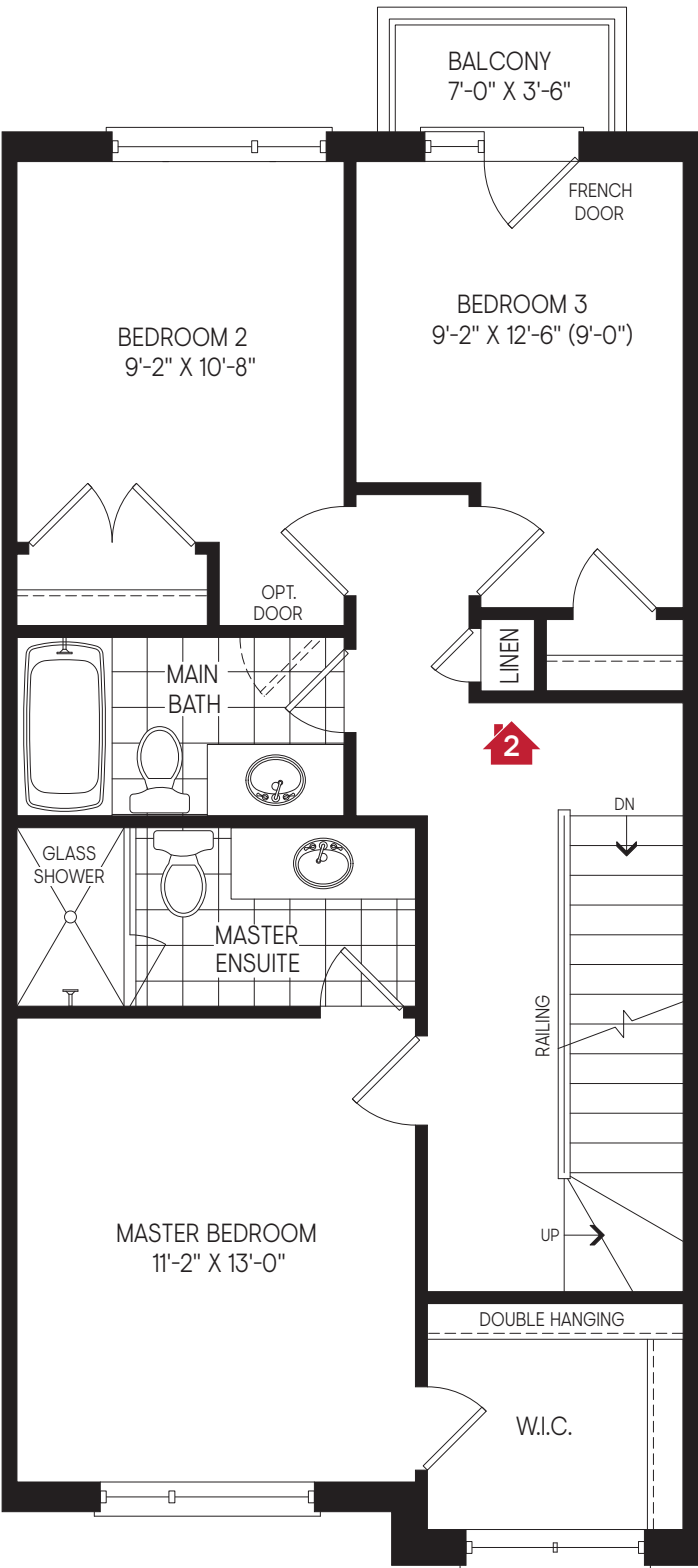 BALCONY
7'-0" X 3'-6"
FRENCH
DOOR
BEDROOM 2
9'-2" X 10'-8"
BEDROOM 3
9'-2" X 12'-6" (9'-0")
OPT.
DOOR
MAIN
BATH
LINEN
2
DN
GLASS
SHOWER
MASTER
ENSUITE
RAILING
MASTER BEDROOM
11'-2" X 13'-0"
UP
DOUBLE HANGING
W.I.C.